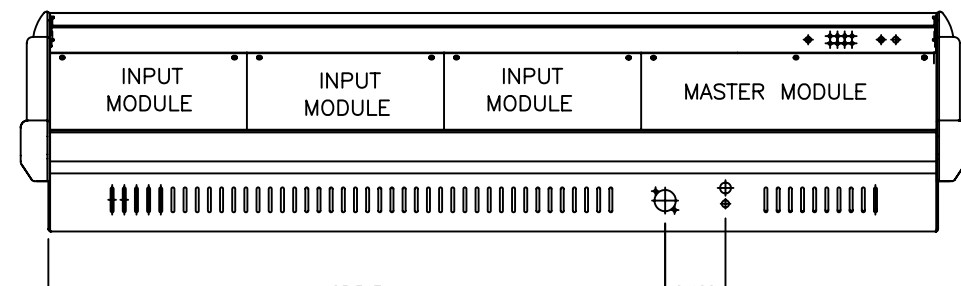 INPUT
MODULE
INPUT
MODULE
INPUT
MODULE
MASTER MODULE